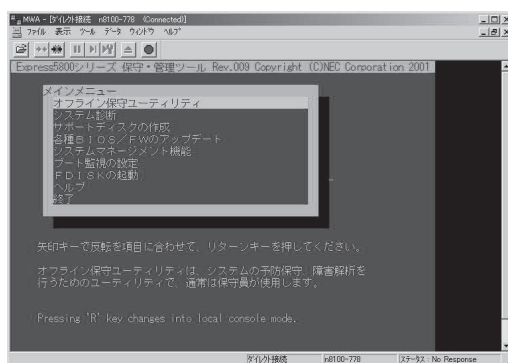 MWA - [ダイレクト接続 n8100-778 (Connected)]
ファイル 表示 ツール データ ウィンドウ ヘルプ
Express5800シリーズ 保守・管理ツール Rev.009 Copyright (C)NEC Corporation 2001
メインメニュー
オフライン保守ユーティリティ
システム診断
サポートディスクの作成
各種BIOS/FWのアップデート
システムマネージメント機能
ブート監視の設定
FDISKの起動
ヘルプ
終了
矢印キーで反転を項目に合わせて、リターンキーを押してください。
オフライン保守ユーティリティは、システムの予防保守、障害解析を
行うためのユーティリティで、通常は保守員が使用します。
Pressing 'R' key changes into local console mode.
ダイレクト接続 n8100-778 ステータス : No Response